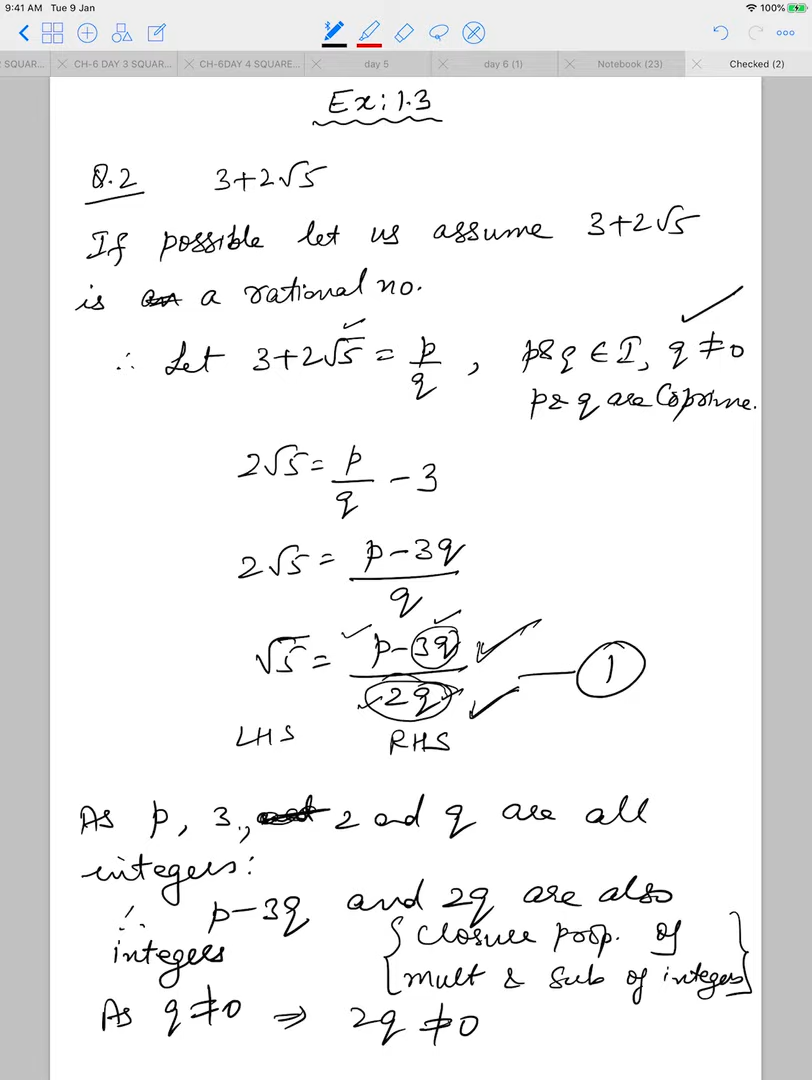 9:41 AM Tue 9 Jan
100%
SQUAR...
CH-6 DAY 3 SQUAR...
CH-6DAY 4 SQUARE...
day 5
day 6 (1)
Notebook (23)
Checked (2)
Ex: 1.3
Q.2 3+2√5
If possible let us assume 3+2√5
is a rational no.
∴ Let 3+2√5 = p/q , p & q ∈ I, q ≠ 0
p & q are Coprime.
2√5 = p/q - 3
2√5 = (p-3q)/q
√5 = (p-3q)/2q — 1
LHS RHS
As p, 3, 2 and q are all
integers:
∴ p-3q and 2q are also
integers { closure prop. of
mult & sub of integers }
As q ≠ 0 ⇒ 2q ≠ 0